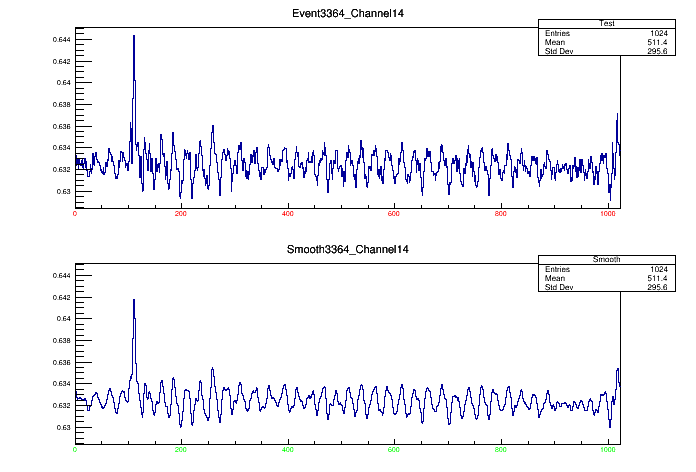 Event3364_Channel14
Test
Entries 1024
Mean 511.4
Std Dev 295.6
0.644
0.642
0.64
0.638
0.636
0.634
0.632
0.63
0 200 400 600 800 1000
Smooth3364_Channel14
Smooth
Entries 1024
Mean 511.4
Std Dev 295.6
0.644
0.642
0.64
0.638
0.636
0.634
0.632
0.63
0 200 400 600 800 1000